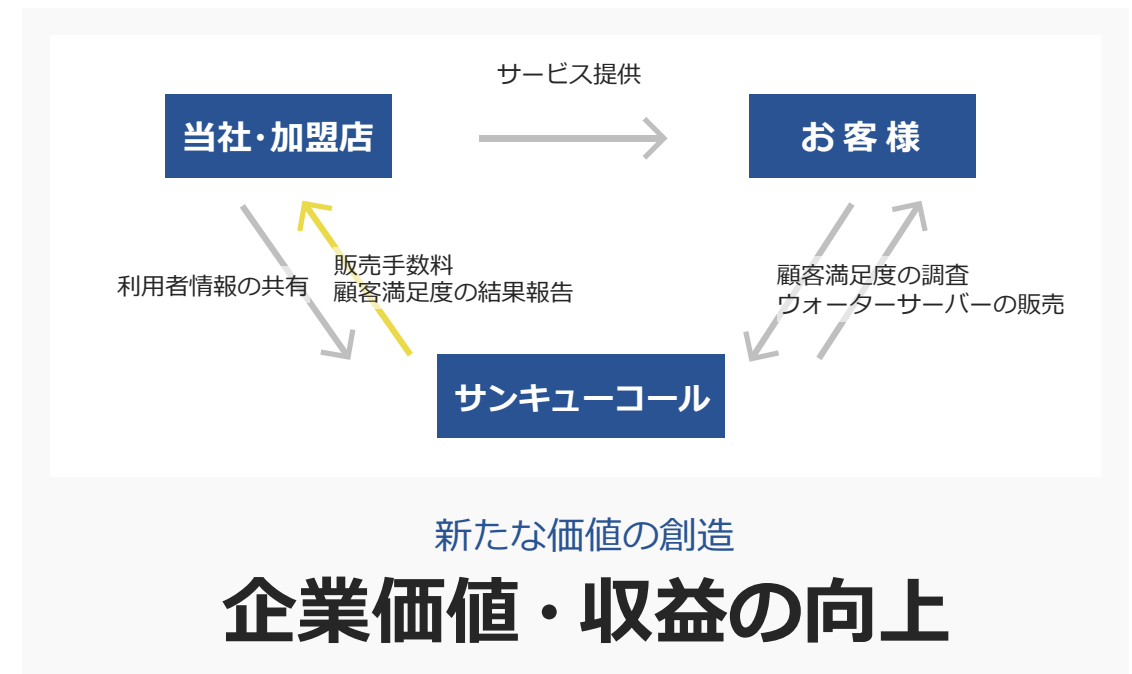 サービス提供
当社・加盟店
お客様
利用者情報の共有
販売手数料
顧客満足度の結果報告
顧客満足度の調査
ウォーターサーバーの販売
サンキューコール
新たな価値の創造
企業価値・収益の向上